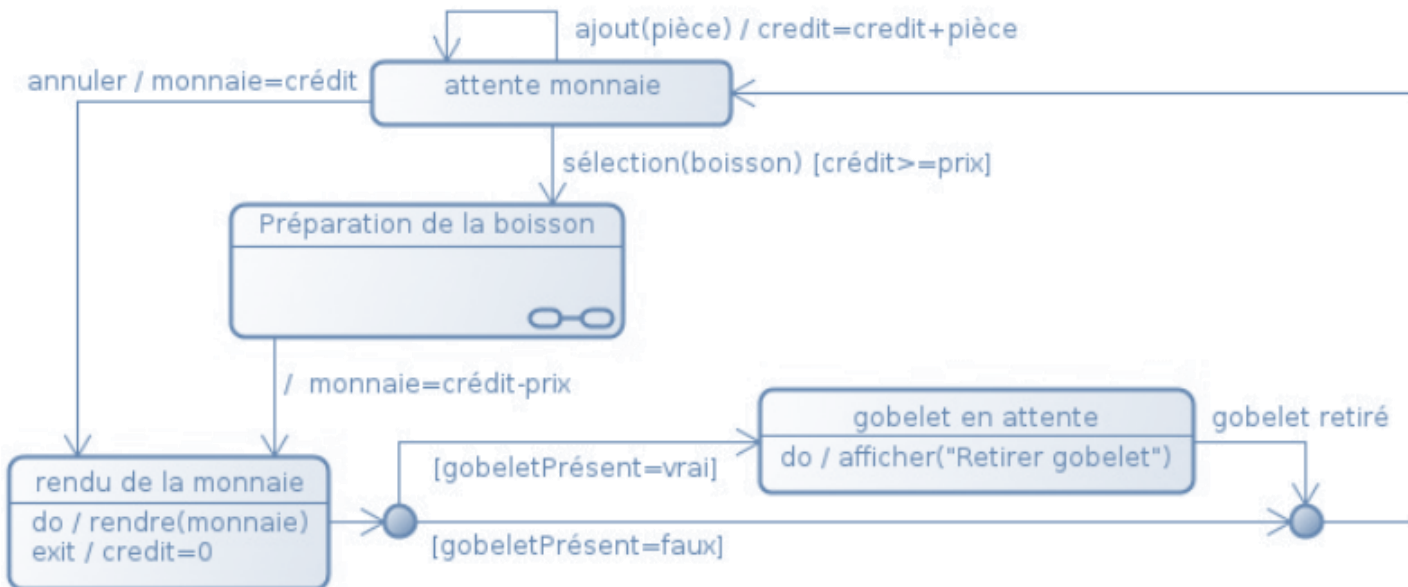 ajout(pièce) / credit=credit+pièce
annuler / monnaie=crédit
attente monnaie
sélection(boisson) [crédit>=prix]
Préparation de la boisson
/ monnaie=crédit-prix
gobelet en attente
do / afficher("Retirer gobelet")
gobelet retiré
[gobeletPrésent=vrai]
rendu de la monnaie
do / rendre(monnaie)
exit / credit=0
[gobeletPrésent=faux]